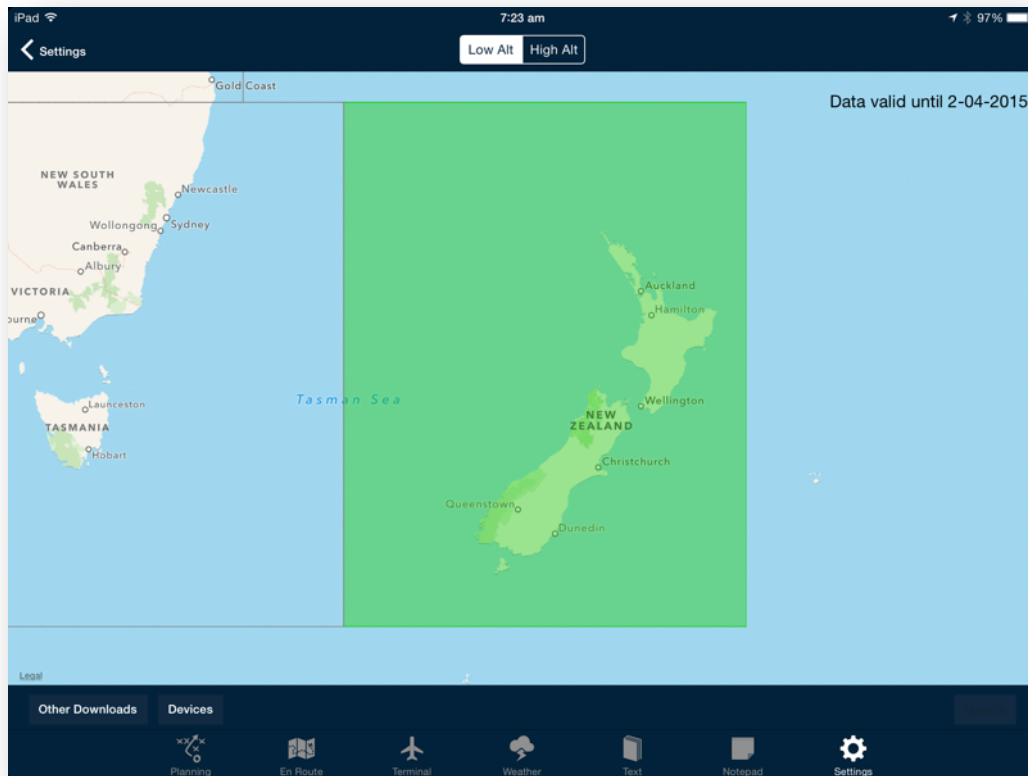 iPad 7:23 am 97%
Settings
Low Alt High Alt
Gold Coast
Data valid until 2-04-2015
NEW SOUTH
WALES
Newcastle
Wollongong
Sydney
Canberra
Albury
VICTORIA
ourne
Auckland
Hamilton
Tasman Sea
Launceston
TASMANIA
Hobart
Wellington
NEW
ZEALAND
Christchurch
Queenstown
Dunedin
Legal
Other Downloads Devices
Planning En Route Terminal Weather Text Notepad Settings